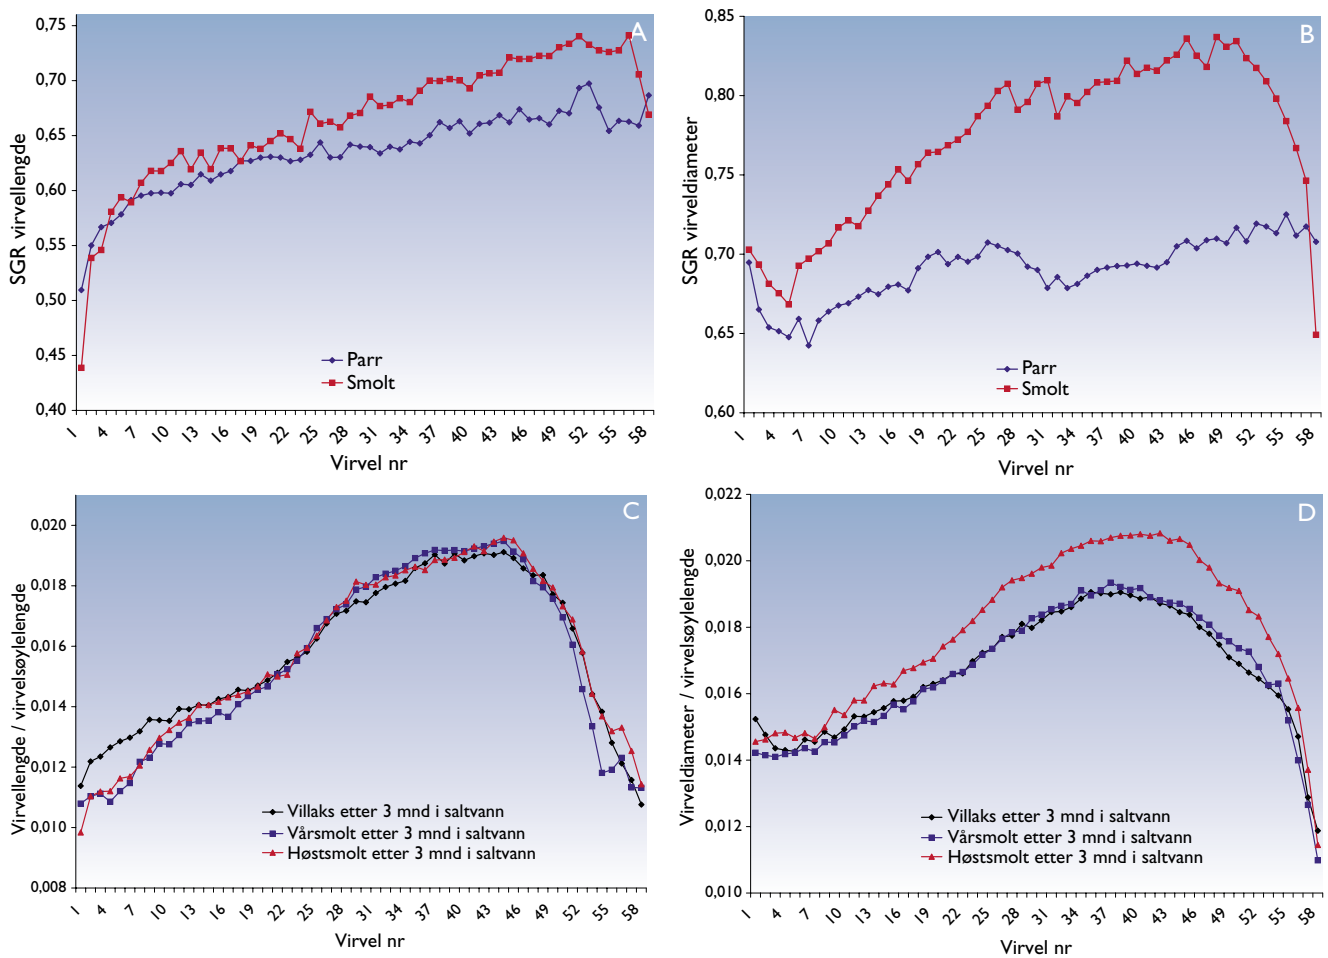 A
SGR virvellengde
0,75
0,70
0,65
0,60
0,55
0,50
0,45
0,40
Parr
Smolt
1 4 7 10 13 16 19 22 25 28 31 34 37 40 43 46 49 52 55 58
Virvel nr
B
SGR virveldiameter
0,85
0,80
0,75
0,70
0,65
0,60
Parr
Smolt
1 4 7 10 13 16 19 22 25 28 31 34 37 40 43 46 49 52 55 58
Virvel nr
C
Virvellengde / virvelsøylelengde
0,020
0,018
0,016
0,014
0,012
0,010
0,008
Villaks etter 3 mnd i saltvann
Vårsmolt etter 3 mnd i saltvann
Høstsmolt etter 3 mnd i saltvann
1 4 7 10 13 16 19 22 25 28 31 34 37 40 43 46 49 52 55 58
Virvel nr
D
Virveldiameter / virvelsøylelengde
0,022
0,020
0,018
0,016
0,014
0,012
0,010
Villaks etter 3 mnd i saltvann
Vårsmolt etter 3 mnd i saltvann
Høstsmolt etter 3 mnd i saltvann
1 4 7 10 13 16 19 22 25 28 31 34 37 40 43 46 49 52 55 58
Virvel nr